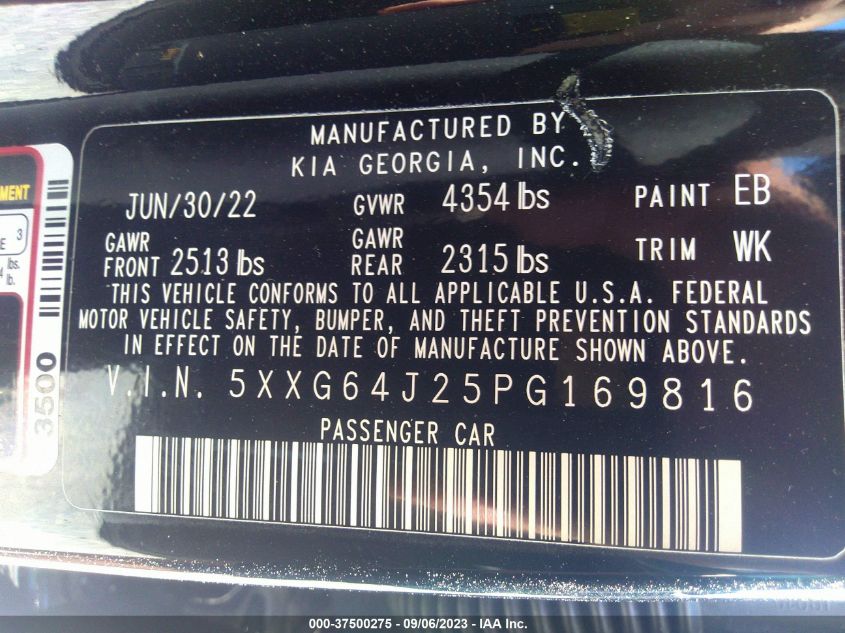 MANUFACTURED BY
KIA GEORGIA, INC.
JUN/30/22 GVWR 4354 lbs PAINT EB
GAWR FRONT 2513 lbs GAWR REAR 2315 lbs TRIM WK
THIS VEHICLE CONFORMS TO ALL APPLICABLE U.S.A. FEDERAL
MOTOR VEHICLE SAFETY, BUMPER, AND THEFT PREVENTION STANDARDS
IN EFFECT ON THE DATE OF MANUFACTURE SHOWN ABOVE.
V.I.N. 5XXG64J25PG169816
PASSENGER CAR
MENT
E 3
lbs.
lb.
3500
000-37500275 - 09/06/2023 - IAA Inc.